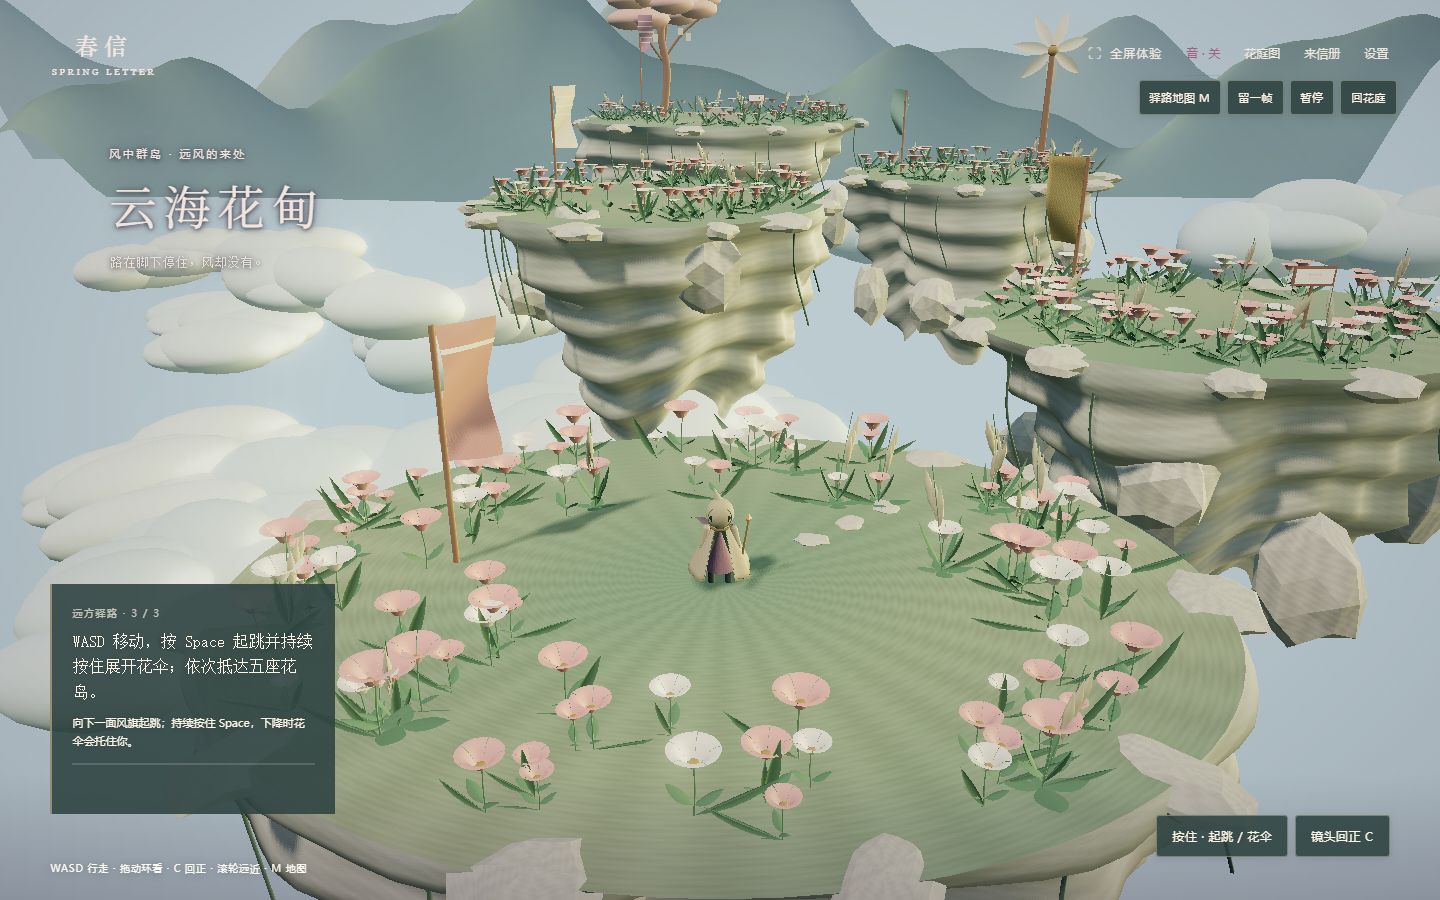 春信
SPRING LETTER
全屏体验 音·关 花庭图 来信册 设置
驿路地图 M 留一帧 暂停 回花庭
风中群岛 · 远风的来处
云海花甸
路在脚下停住，风却没有。
远方驿路 · 3 / 3
WASD 移动，按 Space 起跳并持续
按住展开花伞；依次抵达五座花
岛。
向下一面风旗起跳；持续按住 Space，下降时花
伞会托住你。
按住 · 起跳 / 花伞 镜头回正 C
WASD 行走 · 拖动环看 · C 回正 · 滚轮远近 · M 地图